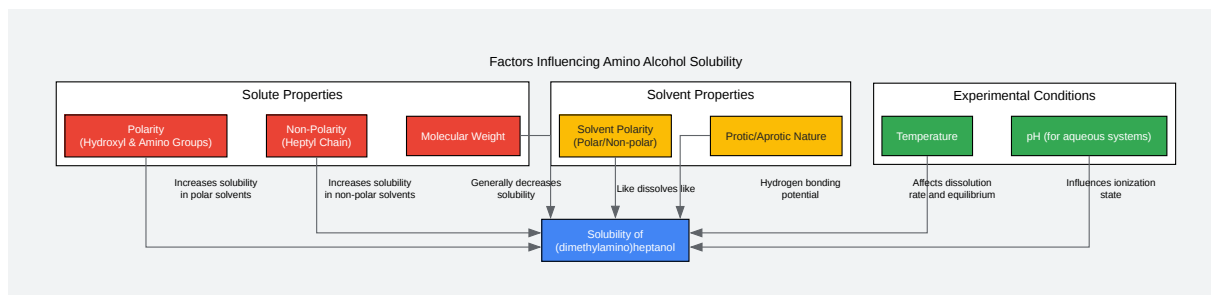 Factors Influencing Amino Alcohol Solubility
Solute Properties
Polarity
(Hydroxyl & Amino Groups)
Non-Polarity
(Heptyl Chain)
Molecular Weight
Solvent Properties
Solvent Polarity
(Polar/Non-polar)
Protic/Aprotic Nature
Experimental Conditions
Temperature
pH (for aqueous systems)
Increases solubility
in polar solvents
Increases solubility
in non-polar solvents
Generally decreases
solubility
Like dissolves like
Hydrogen bonding
potential
Affects dissolution
rate and equilibrium
Influences ionization
state
Solubility of
(dimethylamino)heptanol